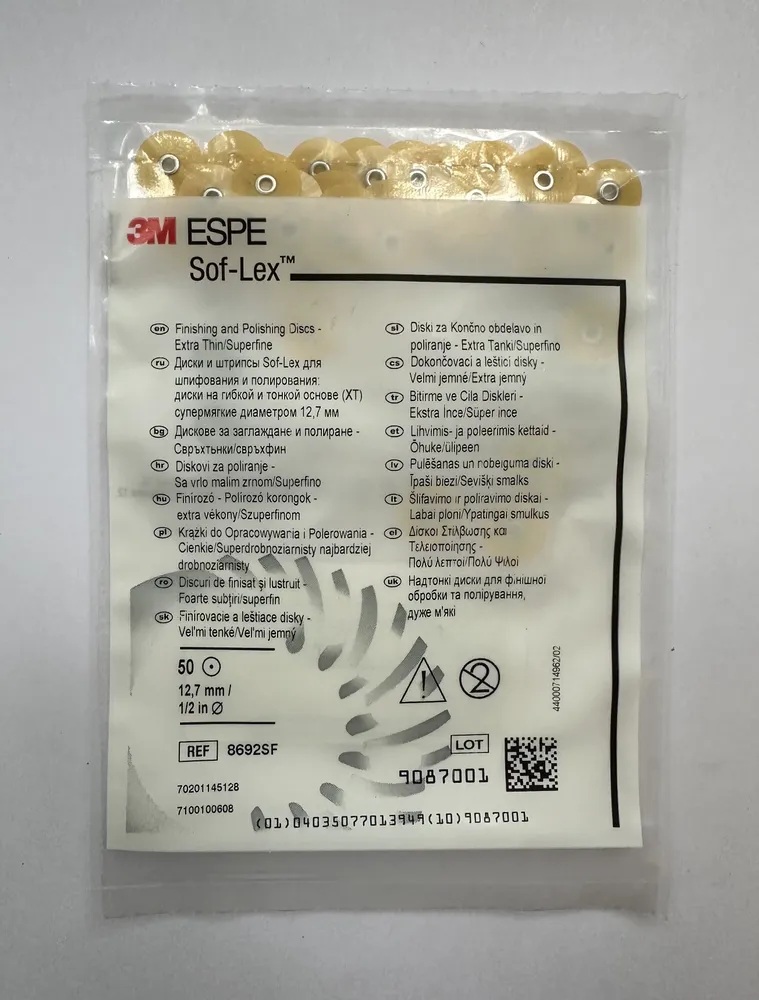 3M ESPE
Sof-Lex™
en Finishing and Polishing Discs -
Extra Thin/Superfine
ru Диски и штрипсы Sof-Lex для
шлифования и полирования:
диски на гибкой и тонкой основе (XT)
супермягкие диаметром 12,7 мм
bg Дискове за заглаждане и полиране -
Свръхтънки/свръхфин
hr Diskovi za poliranje -
Sa vrlo malim zrnom/Superfino
hu Finírozó - Polírozó korongok -
extra vékony/Szuperfinom
pl Krążki do Opracowywania i Polerowania -
Cienkie/Superdrobnoziarnisty najbardziej
drobnoziarnisty
ro Discuri de finisat şi lustruit -
Foarte subţiri/superfin
sk Finírovacie a leštiace disky -
Veľmi tenké/Veľmi jemný
50
12,7 mm /
1/2 in Ø
REF 8692SF
70201145128
7100100608
sl Diski za Končno obdelavo in
poliranje - Extra Tanki/Superfino
cs Dokončovací a leštící disky -
Velmi jemné/Extra jemný
tr Bitirme ve Cila Diskleri -
Ekstra İnce/Süper ince
et Lihvimis- ja poleerimis kettaid -
Õhuke/ülipeen
lv Pulēšanas un nobeiguma diski -
Īpaši biezi/Sevišķi smalks
lt Šlifavimo ir poliravimo diskai -
Labai ploni/Ypatingai smulkus
el Δίσκοι Στίλβωσης και
Τελειοποίησης -
Πολύ λεπτοί/Πολύ Ψιλοί
uk Надтонкі диски для фінішної
обробки та полірування,
дуже м'які
2
44000714962/02
LOT
9087001
(01)04035077013949(10)9087001